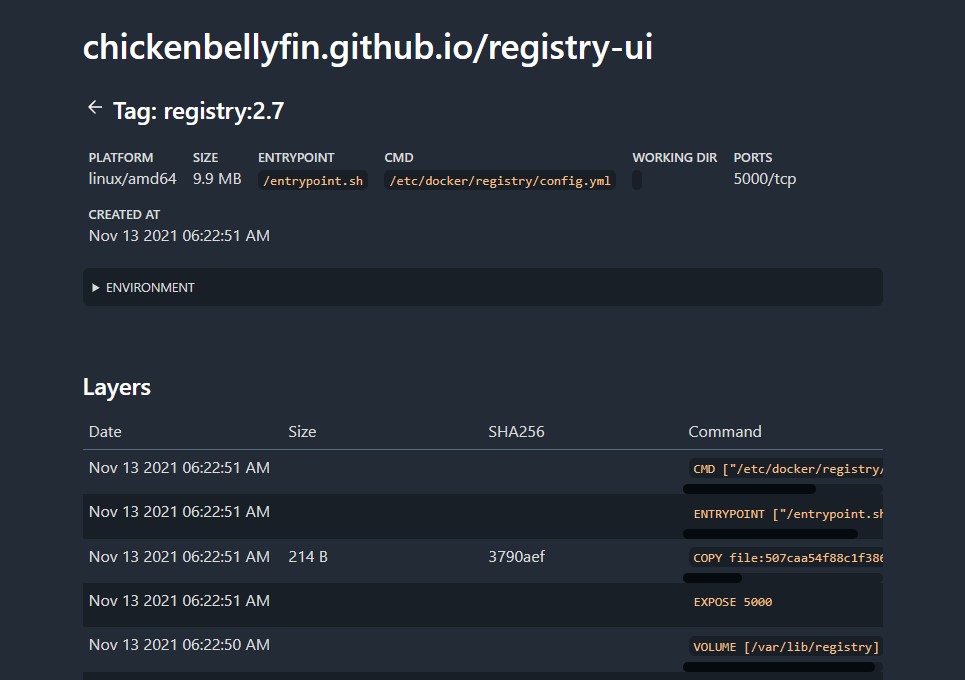 chickenbellyfin.github.io/registry-ui
← Tag: registry:2.7
PLATFORM SIZE ENTRYPOINT CMD WORKING DIR PORTS
linux/amd64 9.9 MB /entrypoint.sh /etc/docker/registry/config.yml 5000/tcp
CREATED AT
Nov 13 2021 06:22:51 AM
▶ ENVIRONMENT
Layers
Date Size SHA256 Command
Nov 13 2021 06:22:51 AM CMD ["/etc/docker/registry/
Nov 13 2021 06:22:51 AM ENTRYPOINT ["/entrypoint.sh
Nov 13 2021 06:22:51 AM 214 B 3790aef COPY file:507caa54f88c1f386
Nov 13 2021 06:22:51 AM EXPOSE 5000
Nov 13 2021 06:22:50 AM VOLUME [/var/lib/registry]